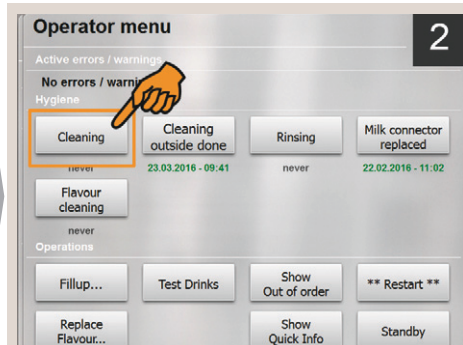 Operator menu
2
Active errors / warnings
No errors / warni
Hygiene
Cleaning
Cleaning
outside done
Rinsing
Milk connector
replaced
never
23.03.2016 - 09:41
never
22.02.2016 - 11:02
Flavour
cleaning
never
Operations
Fillup...
Test Drinks
Show
Out of order
** Restart **
Replace
Flavour...
Show
Quick Info
Standby